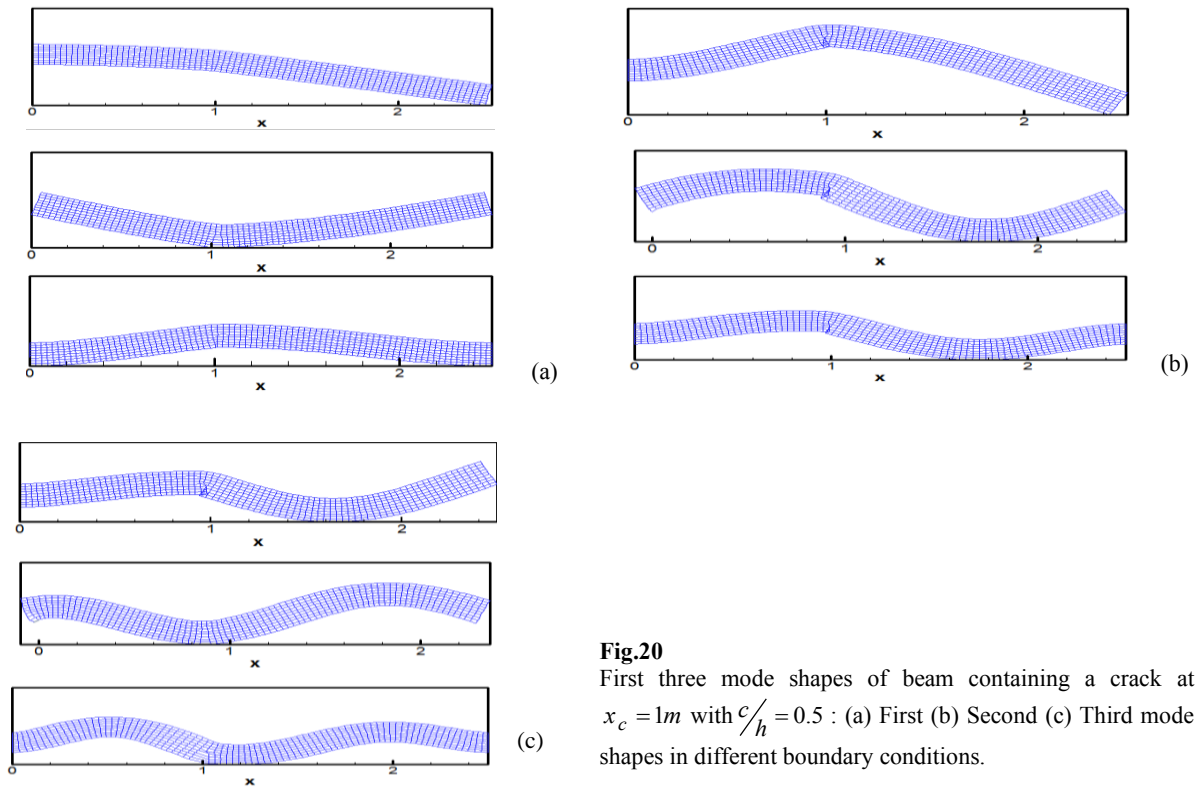 0 1 2
x
0 1 2
x
0 1 2
x
(a)
0 1 2
x
0 1 2
x
0 1 2
x
(b)
0 1 2
x
0 1 2
x
0 1 2
x
(c)
Fig.20
First three mode shapes of beam containing a crack at
x_c = 1m with c/h = 0.5 : (a) First (b) Second (c) Third mode
shapes in different boundary conditions.